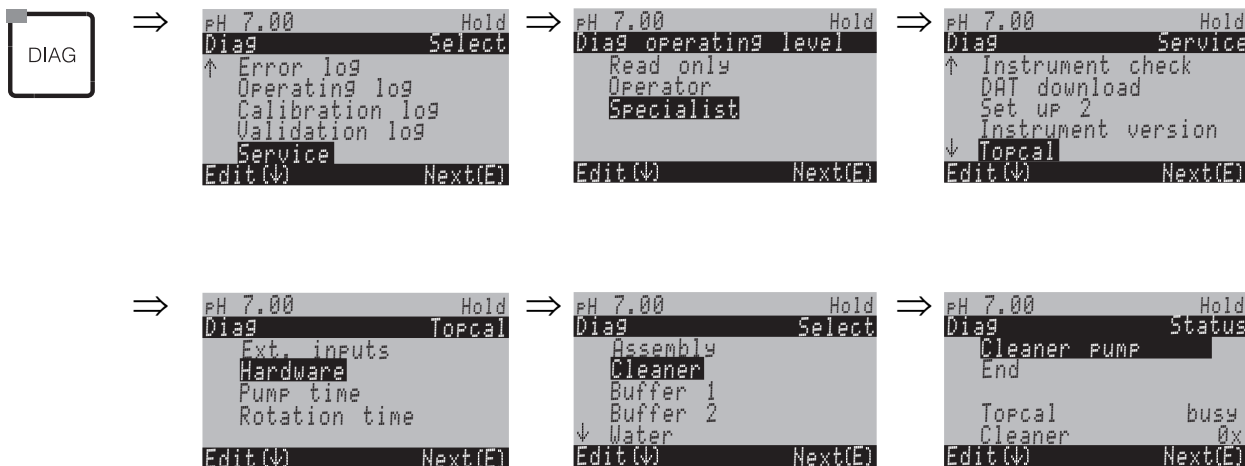 DIAG
⇒
pH 7.00 Hold
Diag Select
↑ Error log
Operating log
Calibration log
Validation log
Service
Edit(↓) Next(E)
⇒
pH 7.00 Hold
Diag operating level
Read only
Operator
Specialist
Edit(↓) Next(E)
⇒
pH 7.00 Hold
Diag Service
↑ Instrument check
DAT download
Set up 2
Instrument version
↓ Topcal
Edit(↓) Next(E)
⇒
pH 7.00 Hold
Diag Topcal
Ext. inputs
Hardware
Pump time
Rotation time
Edit(↓) Next(E)
⇒
pH 7.00 Hold
Diag Select
Assembly
Cleaner
Buffer 1
Buffer 2
↓ Water
Edit(↓) Next(E)
⇒
pH 7.00 Hold
Diag Status
Cleaner pump
End
Topcal busy
Cleaner 0x
Edit(↓) Next(E)